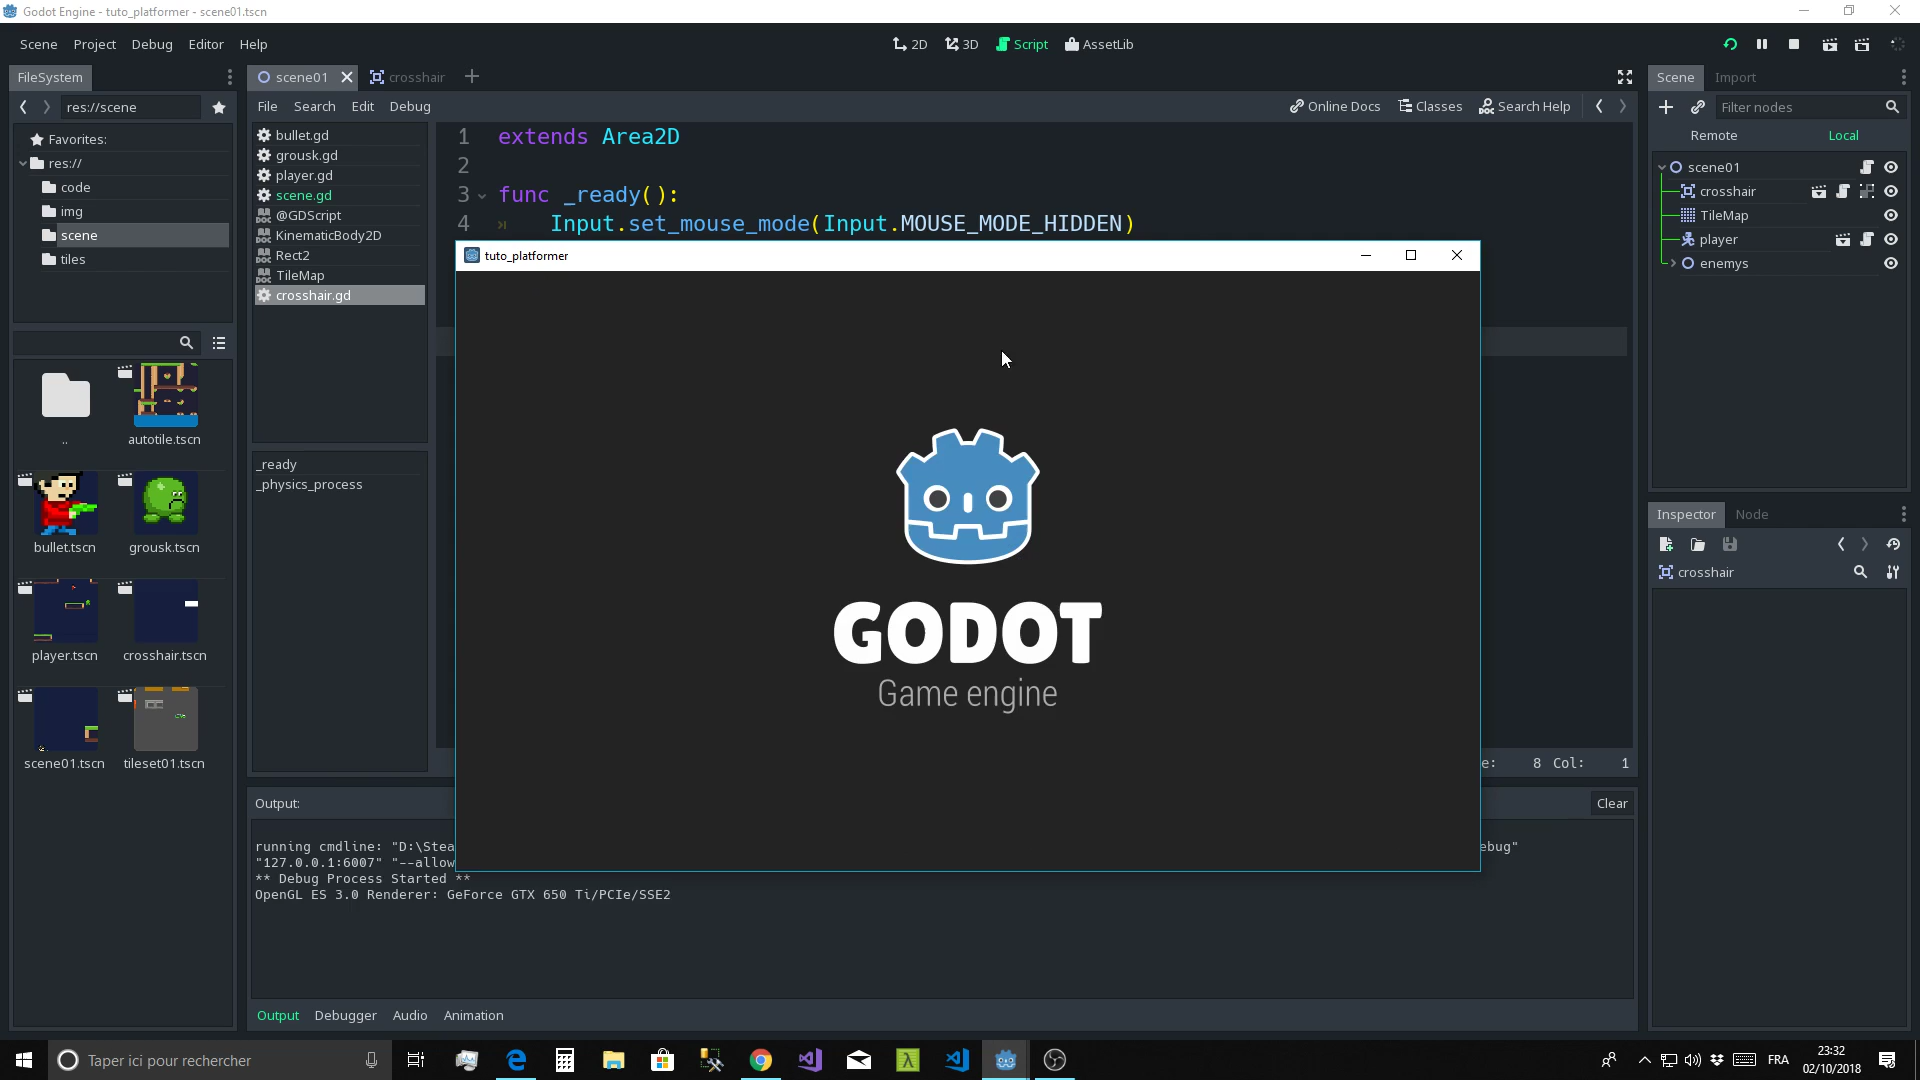 Godot Engine - tuto_platformer - scene01.tscn
Scene Project Debug Editor Help
2D 3D Script AssetLib
FileSystem
scene01 crosshair
Scene Import
res://scene
File Search Edit Debug
Online Docs Classes Search Help
Filter nodes
Favorites:
res://
code
img
scene
tiles
bullet.gd
grousk.gd
player.gd
scene.gd
@GDScript
KinematicBody2D
Rect2
TileMap
crosshair.gd
1 extends Area2D
2
3 func _ready():
4 Input.set_mouse_mode(Input.MOUSE_MODE_HIDDEN)
Remote Local
scene01
crosshair
TileMap
player
enemys
tuto_platformer
GODOT
Game engine
..
autotile.tscn
bullet.tscn
grousk.tscn
player.tscn
crosshair.tscn
scene01.tscn
tileset01.tscn
_ready
_physics_process
Inspector Node
crosshair
e: 8 Col: 1
Output:
Clear
running cmdline: "D:\Stea ebug"
"127.0.0.1:6007" "--allow
** Debug Process Started **
OpenGL ES 3.0 Renderer: GeForce GTX 650 Ti/PCIe/SSE2
Output Debugger Audio Animation
Taper ici pour rechercher
FRA
23:32
02/10/2018